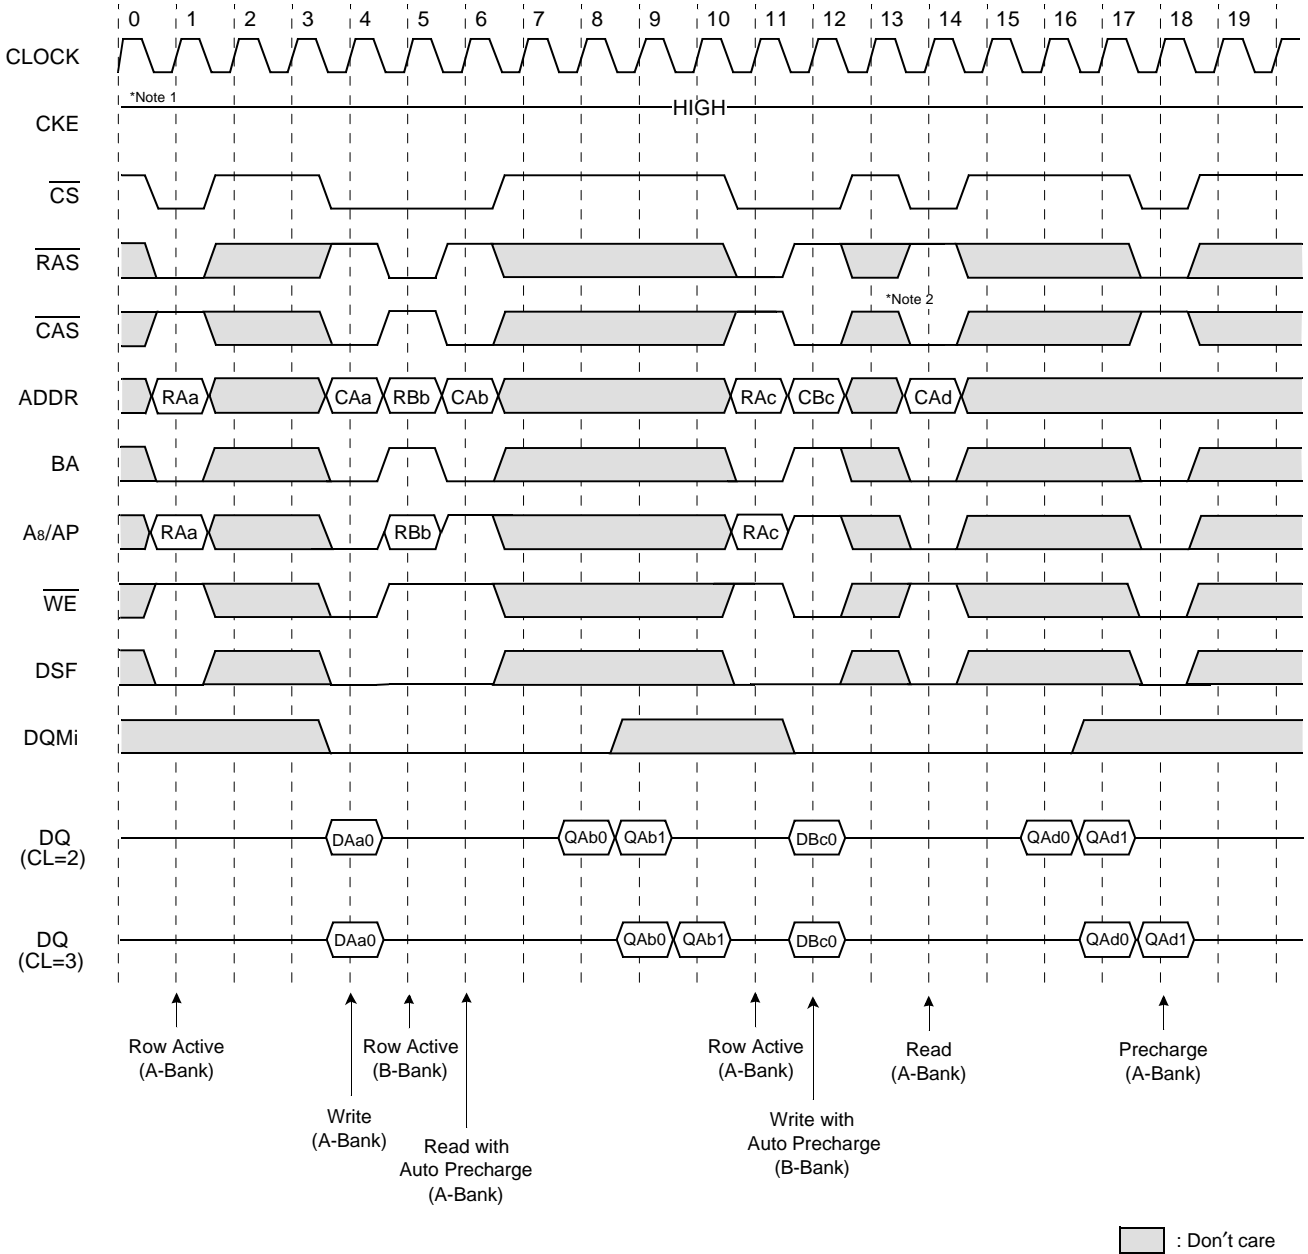 0 1 2 3 4 5 6 7 8 9 10 11 12 13 14 15 16 17 18 19
CLOCK
*Note 1
HIGH
CKE
CS
RAS
*Note 2
CAS
ADDR RAa CAa RBb CAb RAc CBc CAd
BA
A8/AP RAa RBb RAc
WE
DSF
DQMi
DQ
(CL=2)
DAa0 QAb0 QAb1 DBc0 QAd0 QAd1
DQ
(CL=3)
DAa0 QAb0 QAb1 DBc0 QAd0 QAd1
Row Active
(A-Bank)
Write
(A-Bank)
Row Active
(B-Bank)
Read with
Auto Precharge
(A-Bank)
Row Active
(A-Bank)
Write with
Auto Precharge
(B-Bank)
Read
(A-Bank)
Precharge
(A-Bank)
: Don′t care